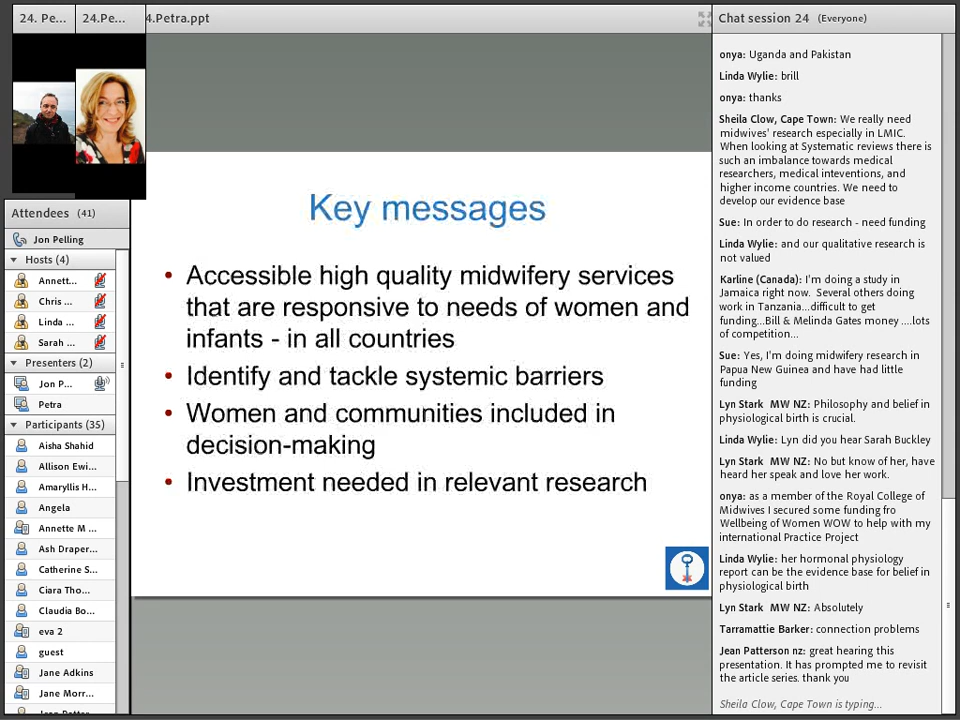 24. Pe...
24.Pe...
4.Petra.ppt
Attendees (41)
Jon Pelling
Hosts (4)
Annett...
Chris ...
Linda ...
Sarah ...
Presenters (2)
Jon P...
Petra
Participants (35)
Aisha Shahid
Allison Ewi...
Amaryllis H...
Angela
Annette M ...
Ash Draper...
Catherine S...
Ciara Tho...
Claudia Bo...
eva 2
guest
Jane Adkins
Jane Morr...
Key messages
• Accessible high quality midwifery services
that are responsive to needs of women and
infants - in all countries
• Identify and tackle systemic barriers
• Women and communities included in
decision-making
• Investment needed in relevant research
Chat session 24 (Everyone)
onya: Uganda and Pakistan
Linda Wylie: brill
onya: thanks
Sheila Clow, Cape Town: We really need
midwives' research especially in LMIC.
When looking at Systematic reviews there is
such an imbalance towards medical
researchers, medical inteventions, and
higher income countries. We need to
develop our evidence base
Sue: In order to do research - need funding
Linda Wylie: and our qualitative research is
not valued
Karline (Canada): I'm doing a study in
Jamaica right now. Several others doing
work in Tanzania...difficult to get
funding...Bill & Melinda Gates money ....lots
of competition...
Sue: Yes, I'm doing midwifery research in
Papua New Guinea and have had little
funding
Lyn Stark MW NZ: Philosophy and belief in
physiological birth is crucial.
Linda Wylie: Lyn did you hear Sarah Buckley
Lyn Stark MW NZ: No but know of her, have
heard her speak and love her work.
onya: as a member of the Royal College of
Midwives I secured some funding fro
Wellbeing of Women WOW to help with my
international Practice Project
Linda Wylie: her hormonal physiology
report can be the evidence base for belief in
physiological birth
Lyn Stark MW NZ: Absolutely
Tarramattie Barker: connection problems
Jean Patterson nz: great hearing this
presentation. It has prompted me to revisit
the article series. thank you
Sheila Clow, Cape Town is typing...